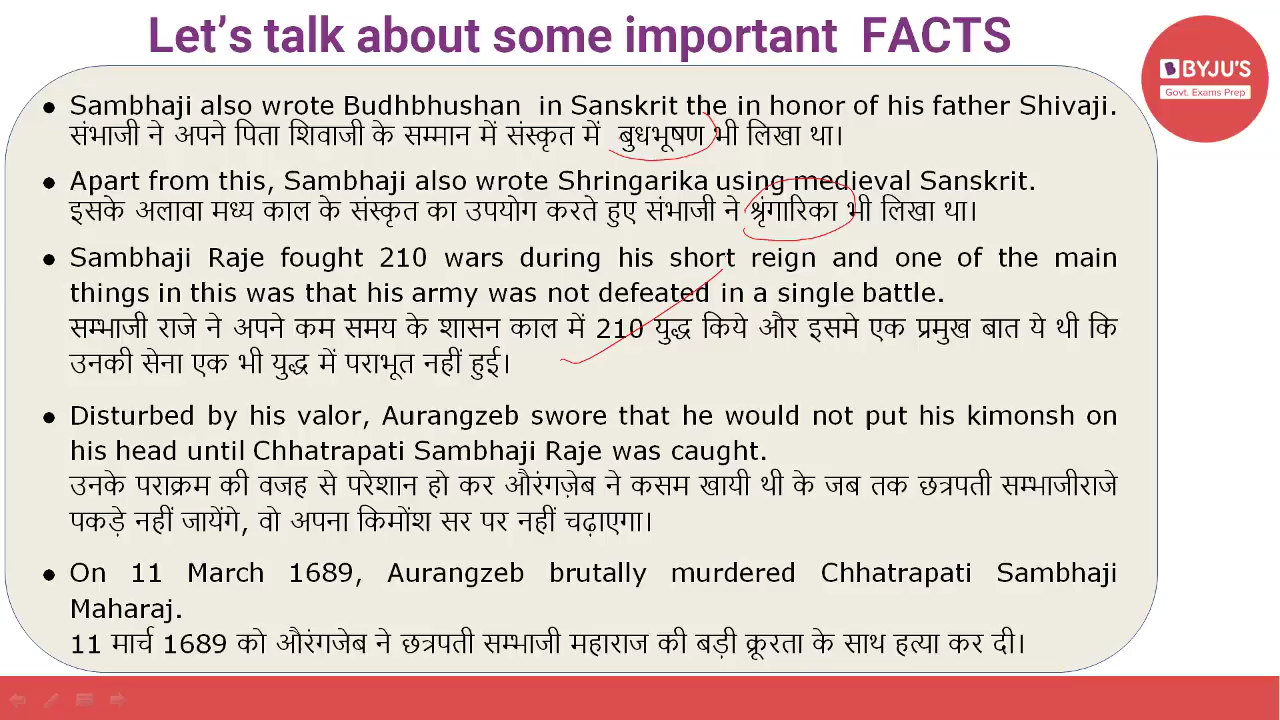 Let's talk about some important FACTS
BYJU'S
Govt. Exams Prep
• Sambhaji also wrote Budhbhushan in Sanskrit the in honor of his father Shivaji.
संभाजी ने अपने पिता शिवाजी के सम्मान में संस्कृत में बुधभूषण भी लिखा था।
• Apart from this, Sambhaji also wrote Shringarika using medieval Sanskrit.
इसके अलावा मध्य काल के संस्कृत का उपयोग करते हुए संभाजी ने श्रृंगारिका भी लिखा था।
• Sambhaji Raje fought 210 wars during his short reign and one of the main
things in this was that his army was not defeated in a single battle.
सम्भाजी राजे ने अपने कम समय के शासन काल में 210 युद्ध किये और इसमे एक प्रमुख बात ये थी कि
उनकी सेना एक भी युद्ध में पराभूत नहीं हुई।
• Disturbed by his valor, Aurangzeb swore that he would not put his kimonsh on
his head until Chhatrapati Sambhaji Raje was caught.
उनके पराक्रम की वजह से परेशान हो कर औरंगज़ेब ने कसम खायी थी के जब तक छत्रपती सम्भाजीराजे
पकड़े नहीं जायेंगे, वो अपना किमोंश सर पर नहीं चढ़ाएगा।
• On 11 March 1689, Aurangzeb brutally murdered Chhatrapati Sambhaji
Maharaj.
11 मार्च 1689 को औरंगजेब ने छत्रपती सम्भाजी महाराज की बड़ी क्रूरता के साथ हत्या कर दी।